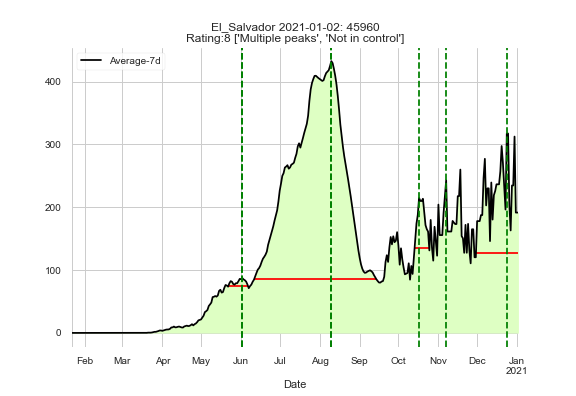 El_Salvador 2021-01-02: 45960
Rating:8 ['Multiple peaks', 'Not in control']
Average-7d
400
300
200
100
0
Feb Mar Apr May Jun Jul Aug Sep Oct Nov Dec Jan
2021
Date